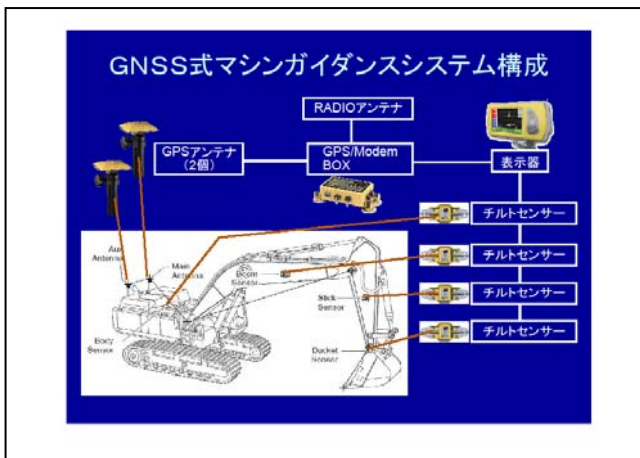 GNSS式マシンガイダンスシステム構成
RADIOアンテナ
GPSアンテナ
(2個)
GPS/Modem
BOX
表示器
チルトセンサー
チルトセンサー
チルトセンサー
チルトセンサー
Aux
Antenna
Main
Antenna
Boom
Sensor
Stick
Sensor
Body
Sensor
Bucket
Sensor